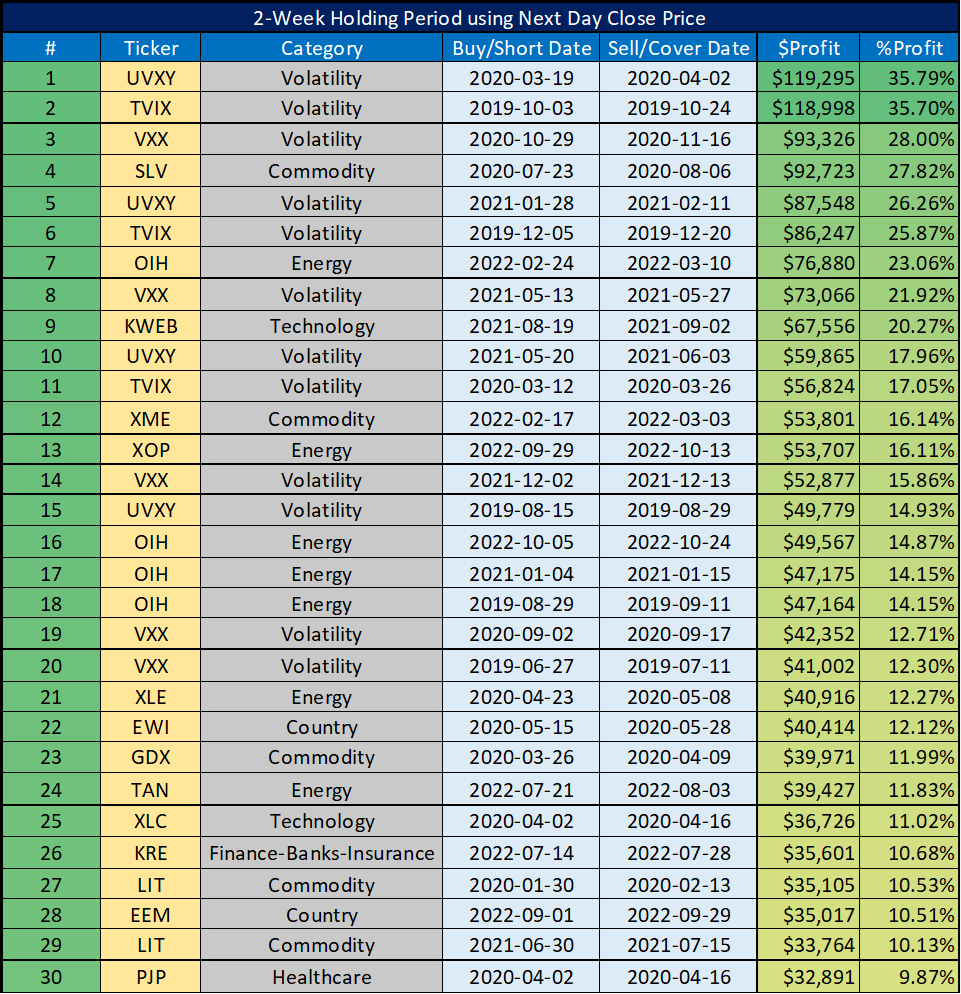 2-Week Holding Period using Next Day Close Price
# Ticker Category Buy/Short Date Sell/Cover Date $Profit %Profit
1 UVXY Volatility 2020-03-19 2020-04-02 $119,295 35.79%
2 TVIX Volatility 2019-10-03 2019-10-24 $118,998 35.70%
3 VXX Volatility 2020-10-29 2020-11-16 $93,326 28.00%
4 SLV Commodity 2020-07-23 2020-08-06 $92,723 27.82%
5 UVXY Volatility 2021-01-28 2021-02-11 $87,548 26.26%
6 TVIX Volatility 2019-12-05 2019-12-20 $86,247 25.87%
7 OIH Energy 2022-02-24 2022-03-10 $76,880 23.06%
8 VXX Volatility 2021-05-13 2021-05-27 $73,066 21.92%
9 KWEB Technology 2021-08-19 2021-09-02 $67,556 20.27%
10 UVXY Volatility 2021-05-20 2021-06-03 $59,865 17.96%
11 TVIX Volatility 2020-03-12 2020-03-26 $56,824 17.05%
12 XME Commodity 2022-02-17 2022-03-03 $53,801 16.14%
13 XOP Energy 2022-09-29 2022-10-13 $53,707 16.11%
14 VXX Volatility 2021-12-02 2021-12-13 $52,877 15.86%
15 UVXY Volatility 2019-08-15 2019-08-29 $49,779 14.93%
16 OIH Energy 2022-10-05 2022-10-24 $49,567 14.87%
17 OIH Energy 2021-01-04 2021-01-15 $47,175 14.15%
18 OIH Energy 2019-08-29 2019-09-11 $47,164 14.15%
19 VXX Volatility 2020-09-02 2020-09-17 $42,352 12.71%
20 VXX Volatility 2019-06-27 2019-07-11 $41,002 12.30%
21 XLE Energy 2020-04-23 2020-05-08 $40,916 12.27%
22 EWI Country 2020-05-15 2020-05-28 $40,414 12.12%
23 GDX Commodity 2020-03-26 2020-04-09 $39,971 11.99%
24 TAN Energy 2022-07-21 2022-08-03 $39,427 11.83%
25 XLC Technology 2020-04-02 2020-04-16 $36,726 11.02%
26 KRE Finance-Banks-Insurance 2022-07-14 2022-07-28 $35,601 10.68%
27 LIT Commodity 2020-01-30 2020-02-13 $35,105 10.53%
28 EEM Country 2022-09-01 2022-09-29 $35,017 10.51%
29 LIT Commodity 2021-06-30 2021-07-15 $33,764 10.13%
30 PJP Healthcare 2020-04-02 2020-04-16 $32,891 9.87%